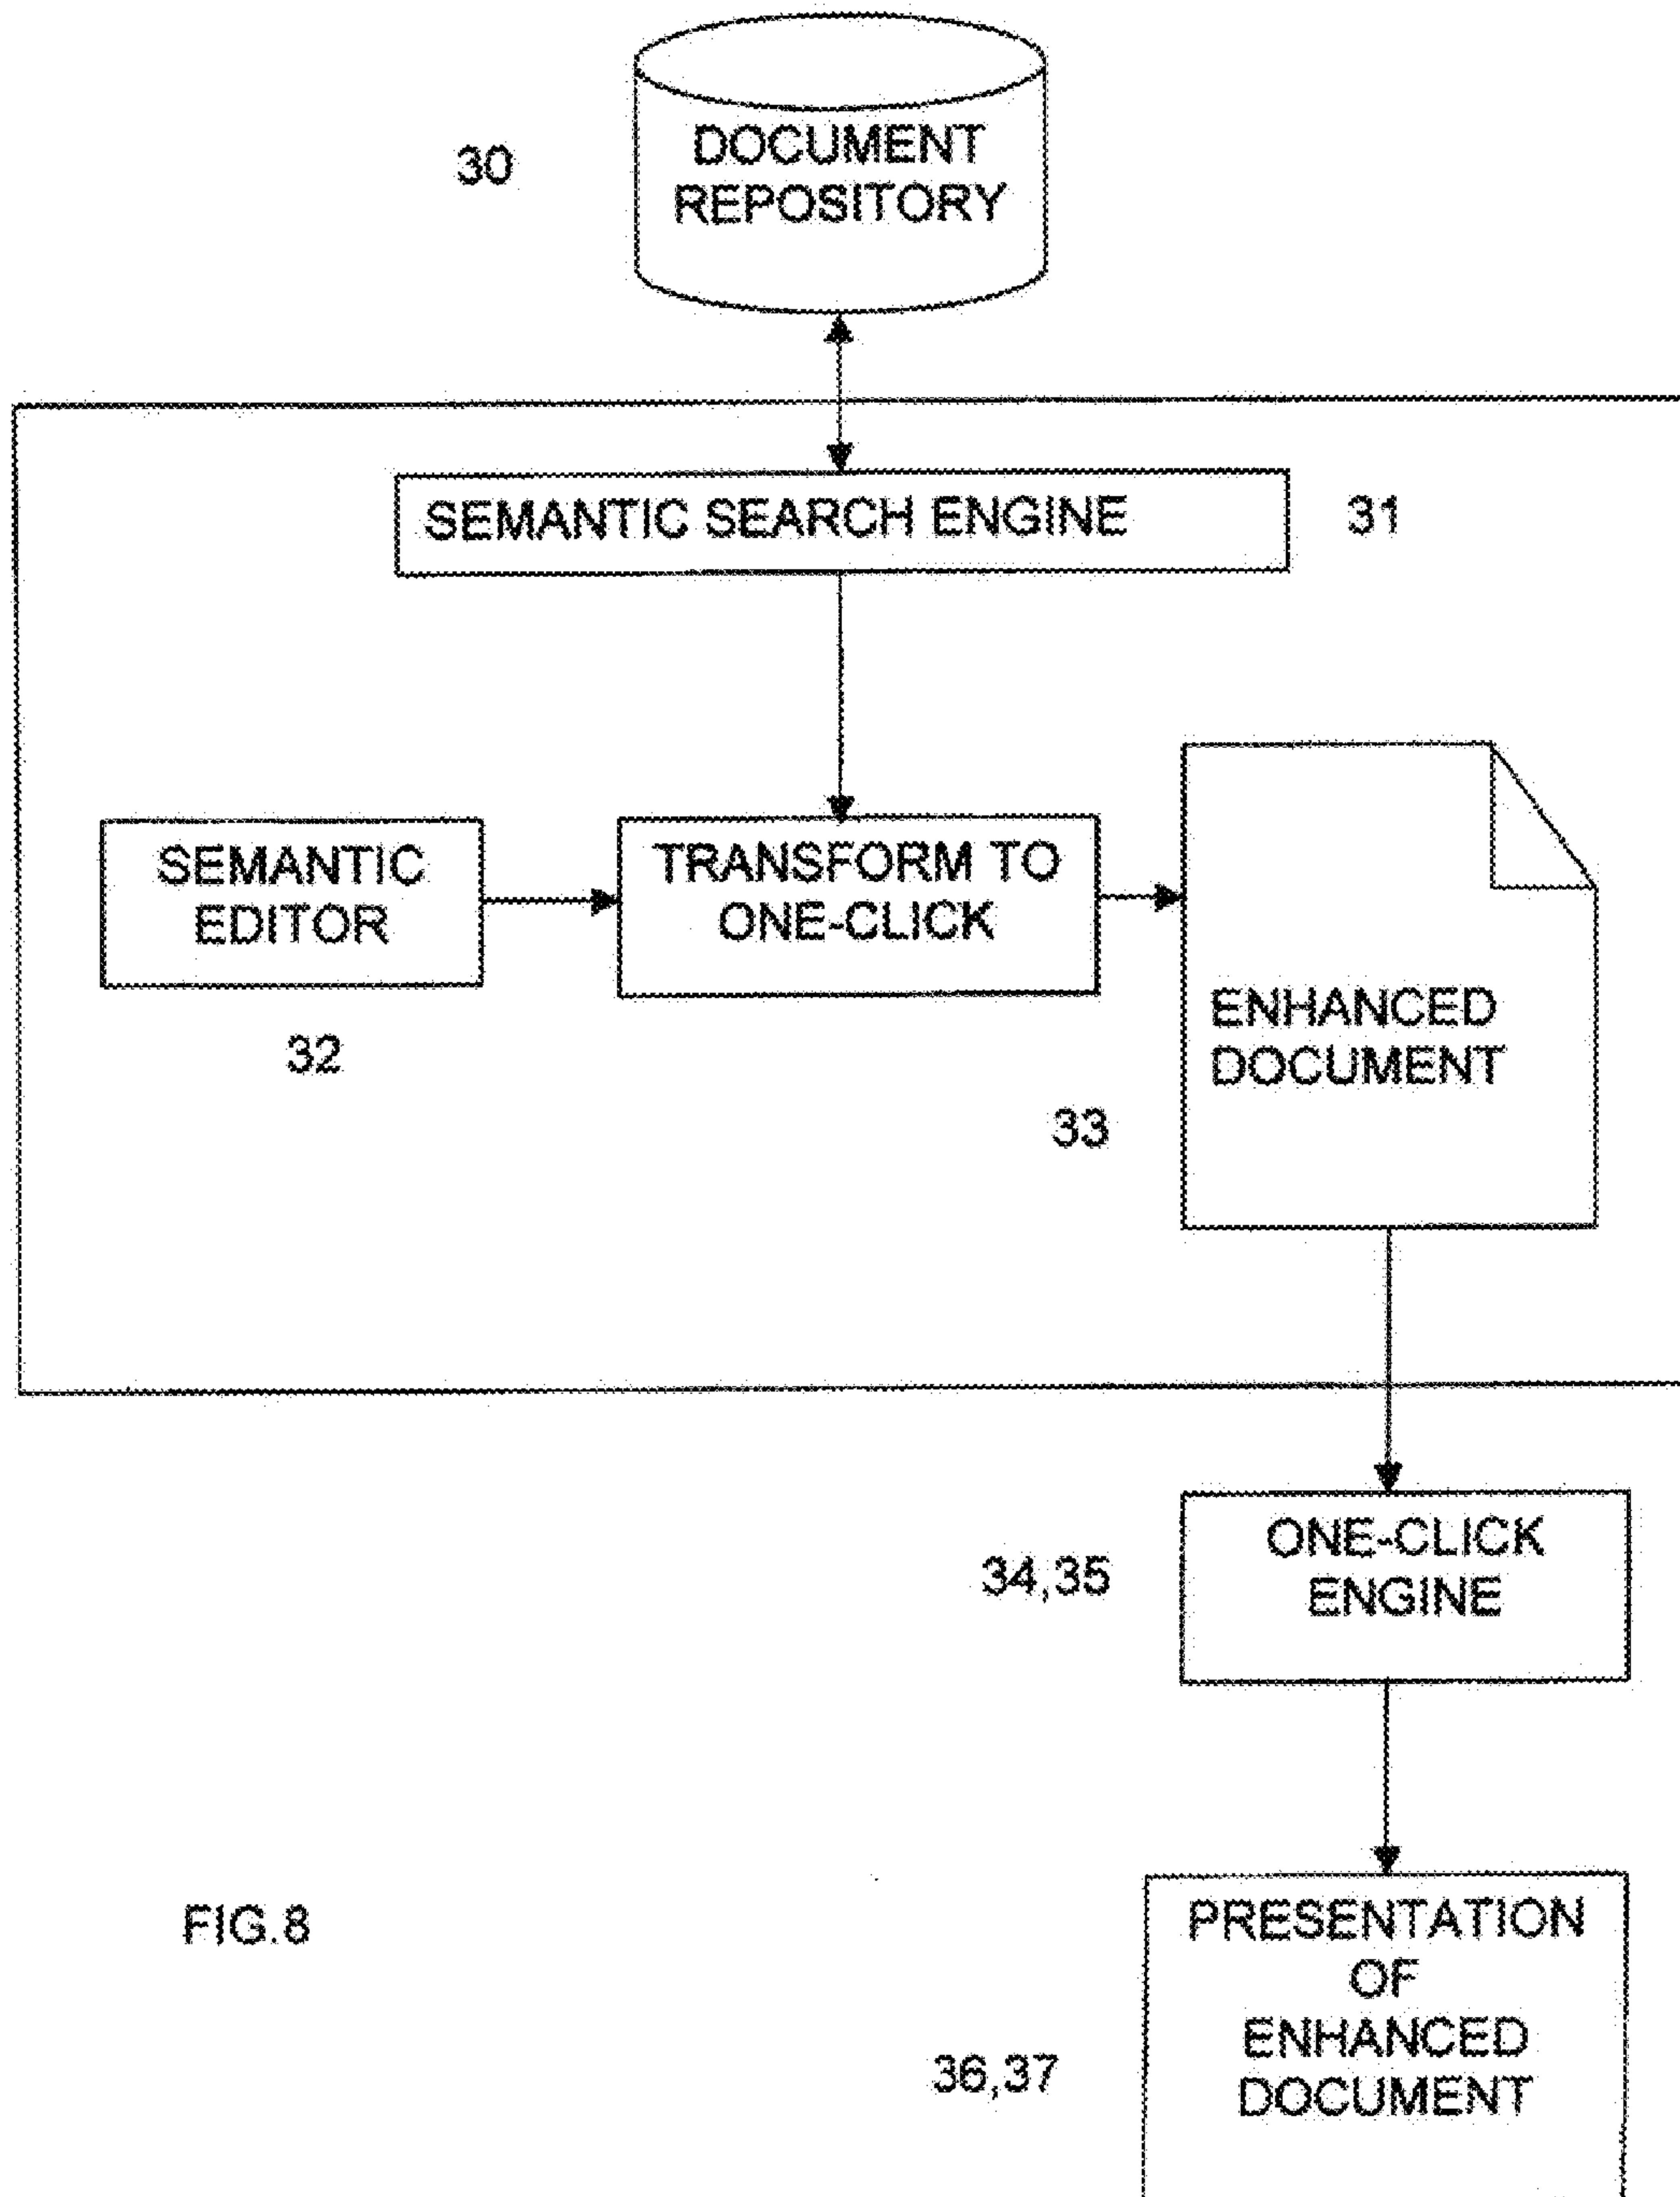 30
DOCUMENT
REPOSITORY
SEMANTIC SEARCH ENGINE
31
SEMANTIC
EDITOR
32
TRANSFORM TO
ONE-CLICK
ENHANCED
DOCUMENT
33
34,35
ONE-CLICK
ENGINE
FIG.8
36,37
PRESENTATION
OF
ENHANCED
DOCUMENT